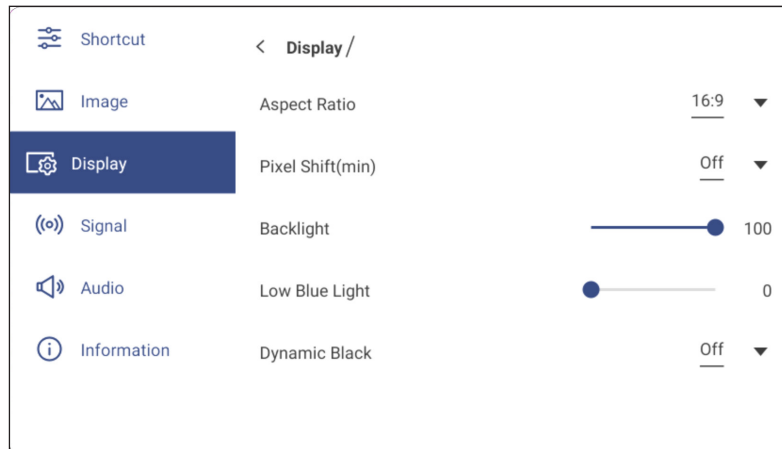 Shortcut
Image
Display
Signal
Audio
Information
< Display/
Aspect Ratio 16:9
Pixel Shift(min) Off
Backlight 100
Low Blue Light 0
Dynamic Black Off